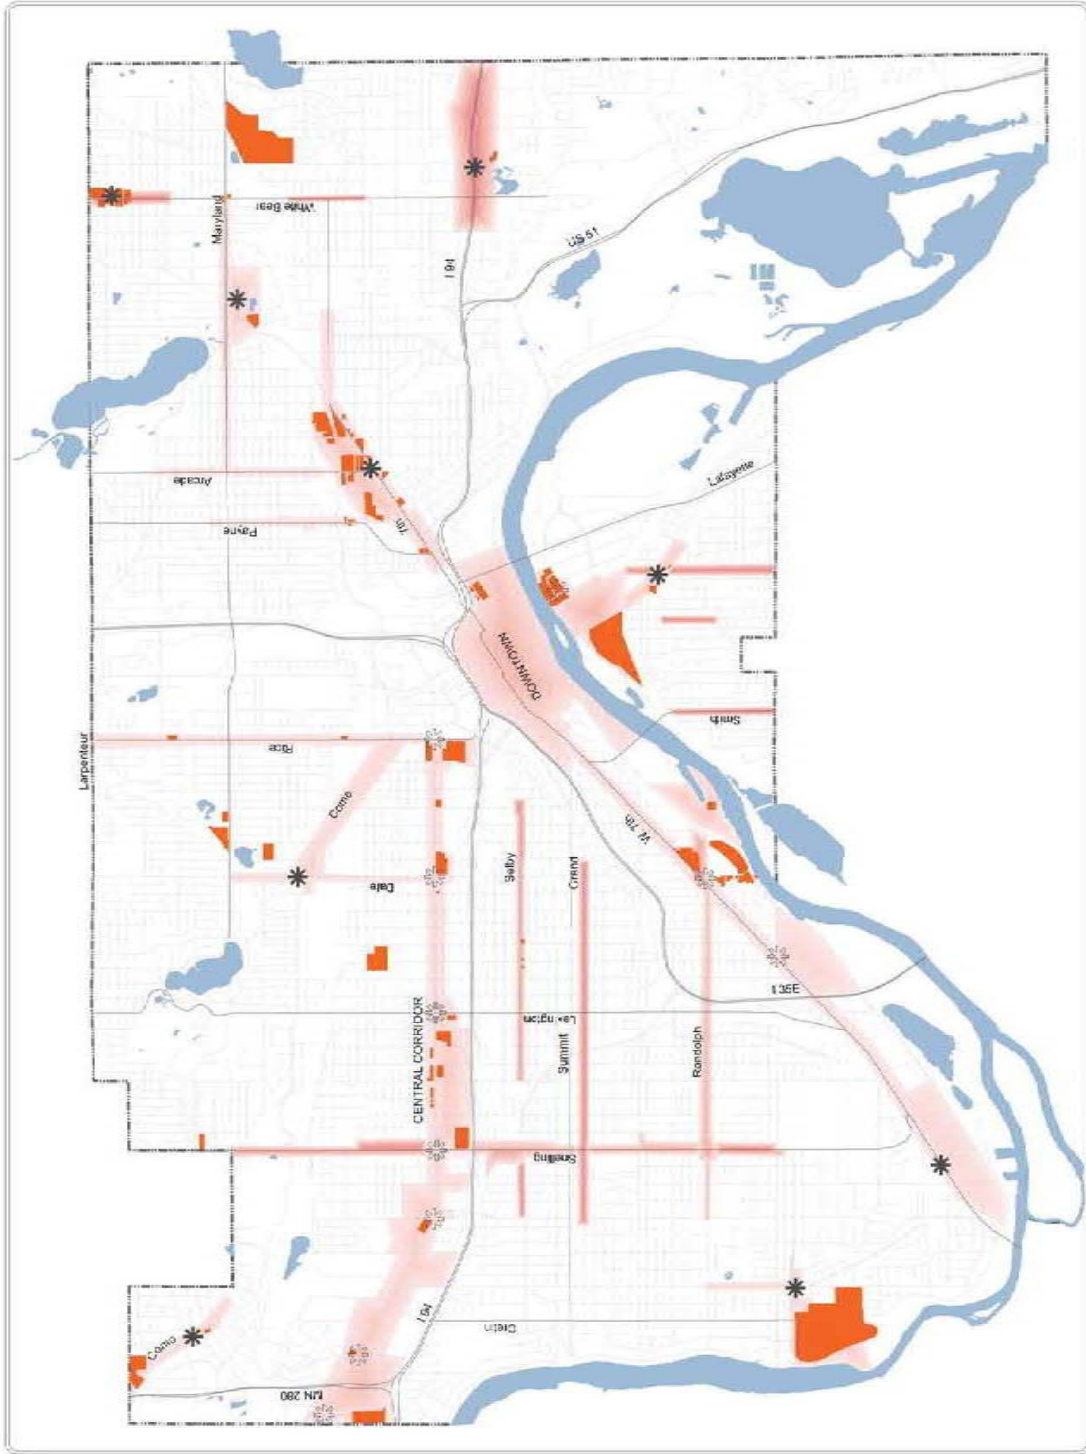 Maryland
White Bear
I 94
US 61
Arcade
Payne
7th
Lafayette
DOWNTOWN
Larpenteur
Rice
Smith
Como
W 7th
Dale
Selby
Grand
I 35E
CENTRAL CORRIDOR
Lexington
Summit
Randolph
Snelling
I 94
Cretin
Como
MN 280